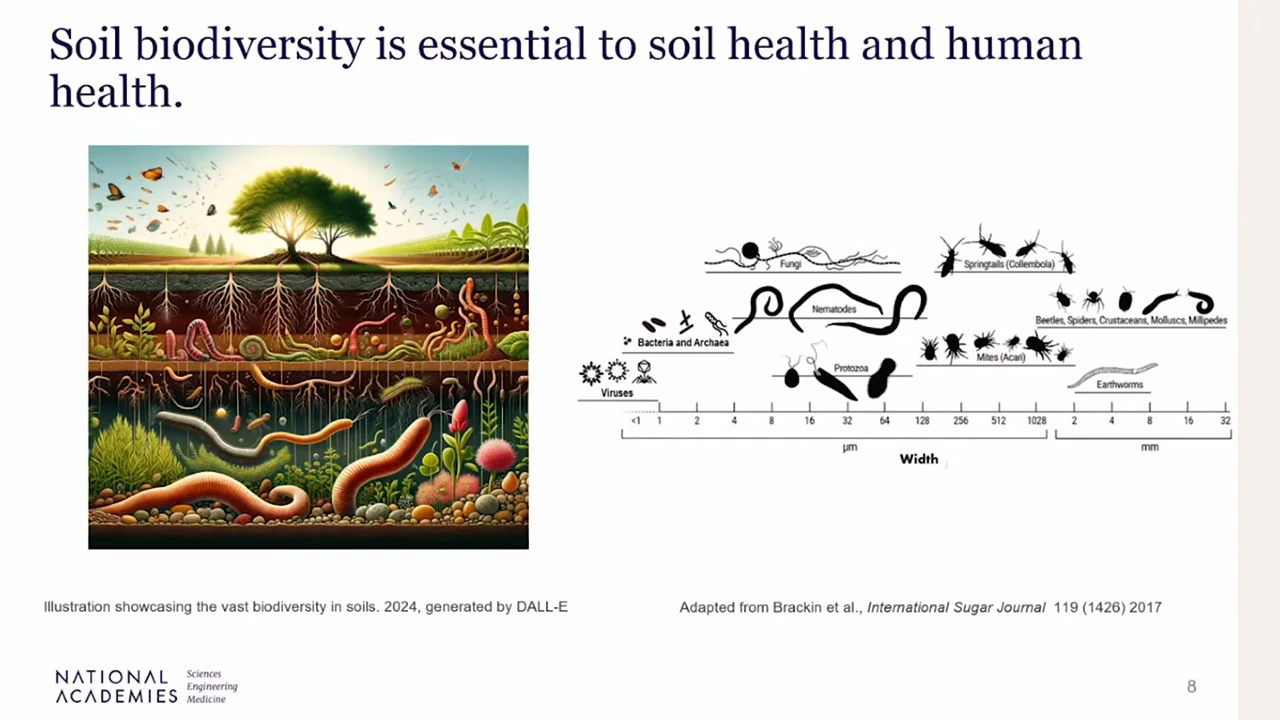 Soil biodiversity is essential to soil health and human
health.
Fungi
Springtails (Collembola)
Nematodes
Beetles, Spiders, Crustaceans, Molluscs, Millipedes
Bacteria and Archaea
Mites (Acari)
Protozoa
Earthworms
Viruses
<1 1 2 4 8 16 32 64 128 256 512 1028 2 4 8 16 32
µm mm
Width
Illustration showcasing the vast biodiversity in soils. 2024, generated by DALL-E
Adapted from Brackin et al., International Sugar Journal 119 (1426) 2017
NATIONAL
ACADEMIES
Sciences
Engineering
Medicine
8